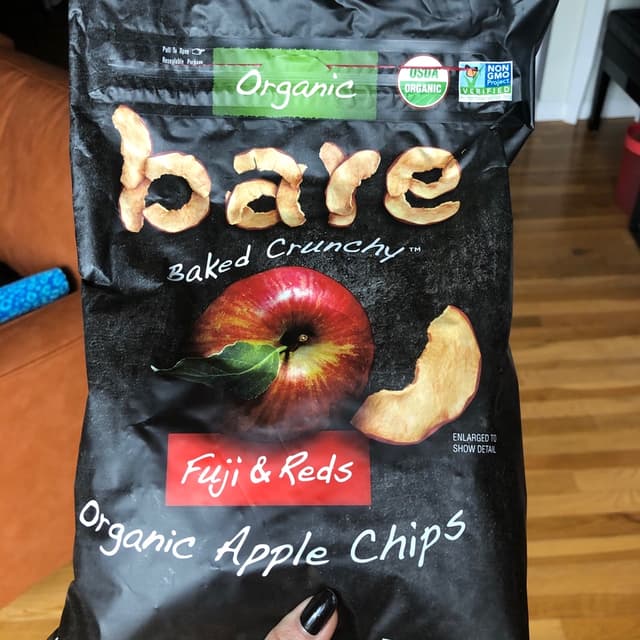 Pull To Open
Resealable Package
Organic
USDA
ORGANIC
NON
GMO
Project
VERIFIED
bare
Baked Crunchy™
ENLARGED TO
SHOW DETAIL
Fuji & Reds
Organic Apple Chips